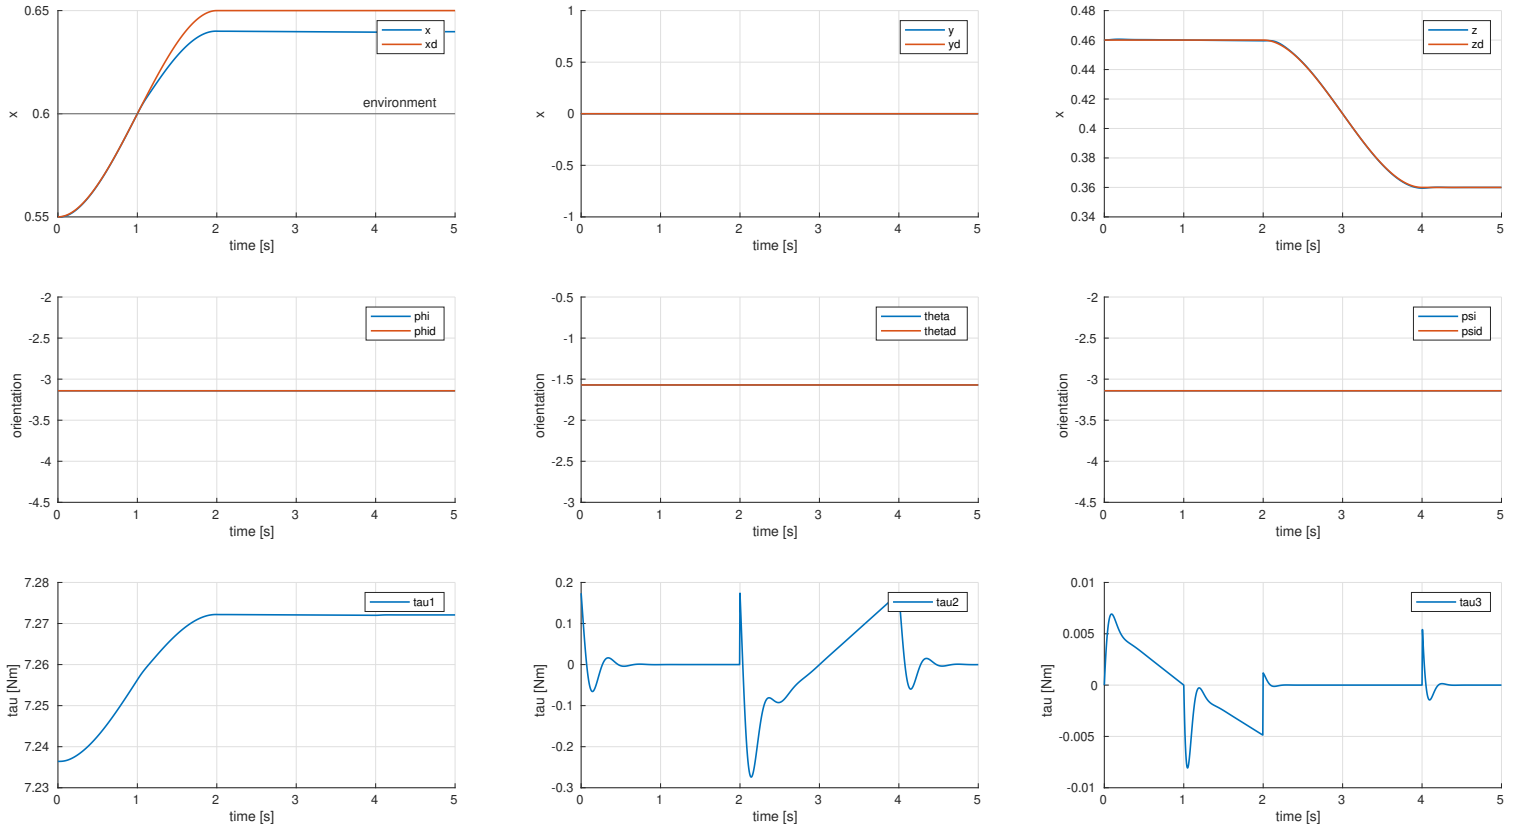 0.65
0.6
0.55
x
x
xd
environment
0 1 2 3 4 5
time [s]
1
0.5
0
-0.5
-1
x
y
yd
0 1 2 3 4 5
time [s]
0.48
0.46
0.44
0.42
0.4
0.38
0.36
0.34
x
z
zd
0 1 2 3 4 5
time [s]
-2
-2.5
-3
-3.5
-4
-4.5
orientation
phi
phid
0 1 2 3 4 5
time [s]
-0.5
-1
-1.5
-2
-2.5
-3
orientation
theta
thetad
0 1 2 3 4 5
time [s]
-2
-2.5
-3
-3.5
-4
-4.5
orientation
psi
psid
0 1 2 3 4 5
time [s]
7.28
7.27
7.26
7.25
7.24
7.23
tau [Nm]
tau1
0 1 2 3 4 5
time [s]
0.2
0.1
0
-0.1
-0.2
-0.3
tau [Nm]
tau2
0 1 2 3 4 5
time [s]
0.01
0.005
0
-0.005
-0.01
tau [Nm]
tau3
0 1 2 3 4 5
time [s]